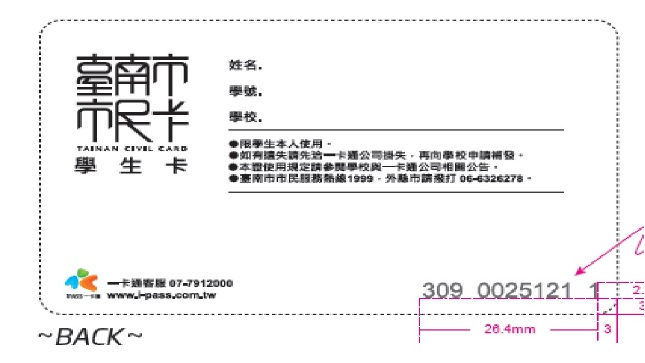 臺南市
市民卡
TAINAN CIVIL CARD
學 生 卡
姓名.
學號.
學校.
●限學生本人使用。
●如有遺失請先洽一卡通公司掛失，再向學校申請補發。
●本證使用規定請參閱學校與一卡通公司相關公告。
●臺南市市民服務熱線1999，外縣市請撥打 06-6326278。
一卡通客服 07-7912000
www.i-pass.com.tw
309 0025121 1
26.4mm
3
~BACK~